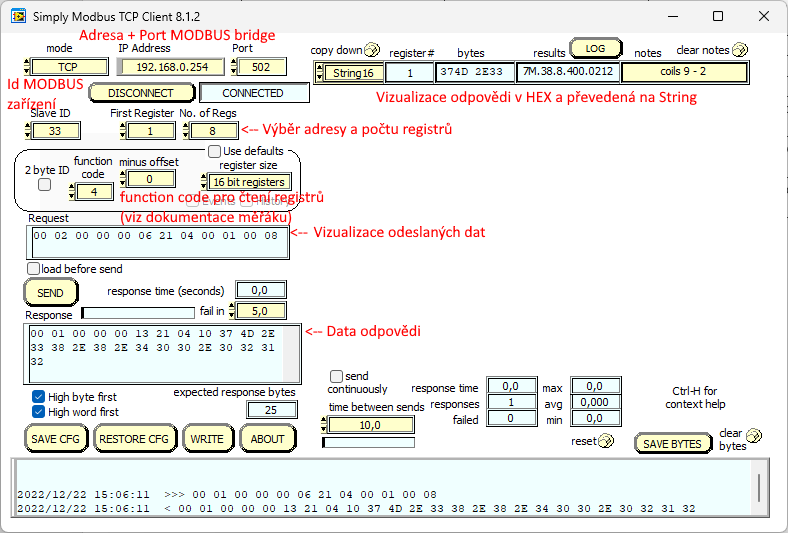 Simply Modbus TCP Client 8.1.2
Adresa + Port MODBUS bridge
mode IP Address Port copy down register# bytes results LOG notes clear notes
TCP 192.168.0.254 502 String16 1 374D 2E33 7M.38.8.400.0212 coils 9 - 2
Id MODBUS zařízení
DISCONNECT CONNECTED
Vizualizace odpovědi v HEX a převedená na String
Slave ID First Register No. of Regs
33 1 8 <-- Výběr adresy a počtu registrů
Use defaults
2 byte ID function code minus offset register size
4 0 16 bit registers
Events History
function code pro čtení registrů
(viz dokumentace měřáku)
Request
00 02 00 00 00 06 21 04 00 01 00 08 <-- Vizualizace odeslaných dat
load before send
SEND response time (seconds) 0,0
Response fail in 5,0
00 01 00 00 00 13 21 04 10 37 4D 2E <-- Data odpovědi
33 38 2E 38 2E 34 30 30 2E 30 32 31
32
High byte first expected response bytes
High word first 25
send continuously response time 0,0 max 0,0
time between sends responses 1 avg 0,000
10,0 failed 0 min 0,0
Ctrl-H for
context help
reset SAVE BYTES clear bytes
SAVE CFG RESTORE CFG WRITE ABOUT
2022/12/22 15:06:11 >>> 00 01 00 00 00 06 21 04 00 01 00 08
2022/12/22 15:06:11 < 00 01 00 00 00 13 21 04 10 37 4D 2E 33 38 2E 38 2E 34 30 30 2E 30 32 31 32